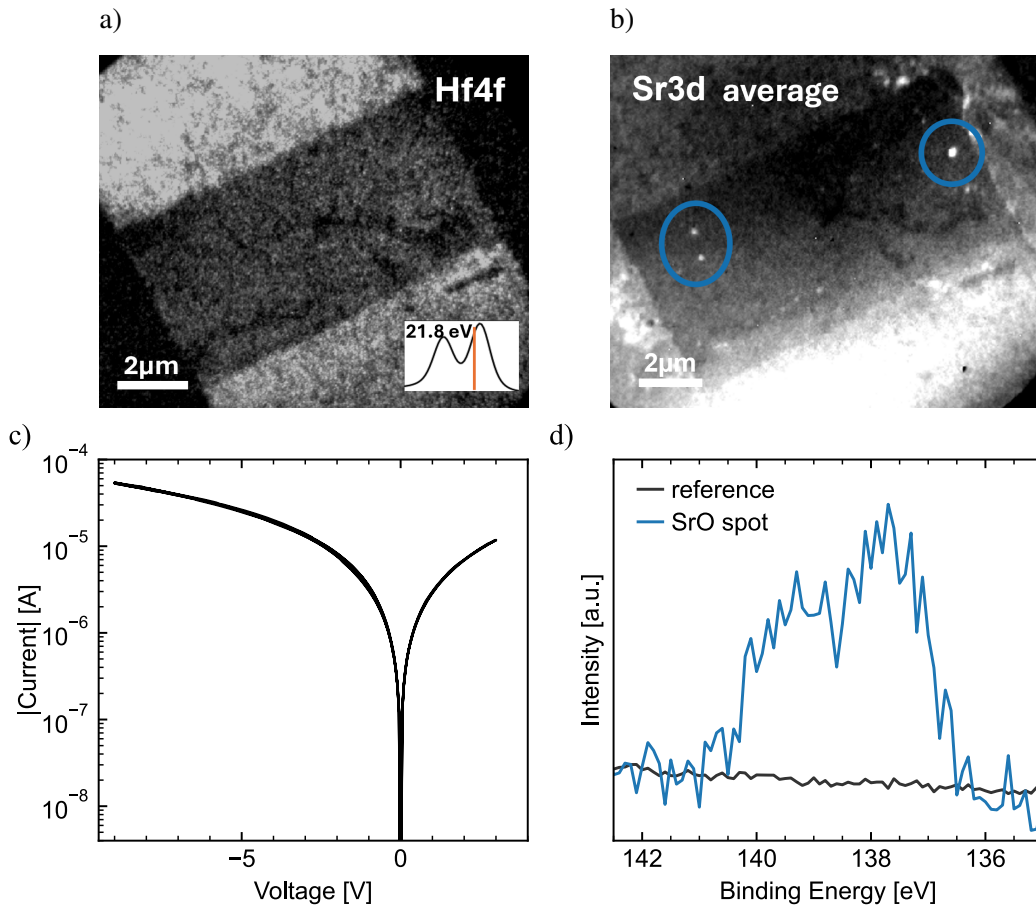 a)
Hf4f
21.8 eV
2µm
b)
Sr3d average
2µm
c)
10⁻⁴
10⁻⁵
10⁻⁶
10⁻⁷
10⁻⁸
|Current| [A]
−5
0
Voltage [V]
d)
reference
SrO spot
Intensity [a.u.]
142
140
138
136
Binding Energy [eV]